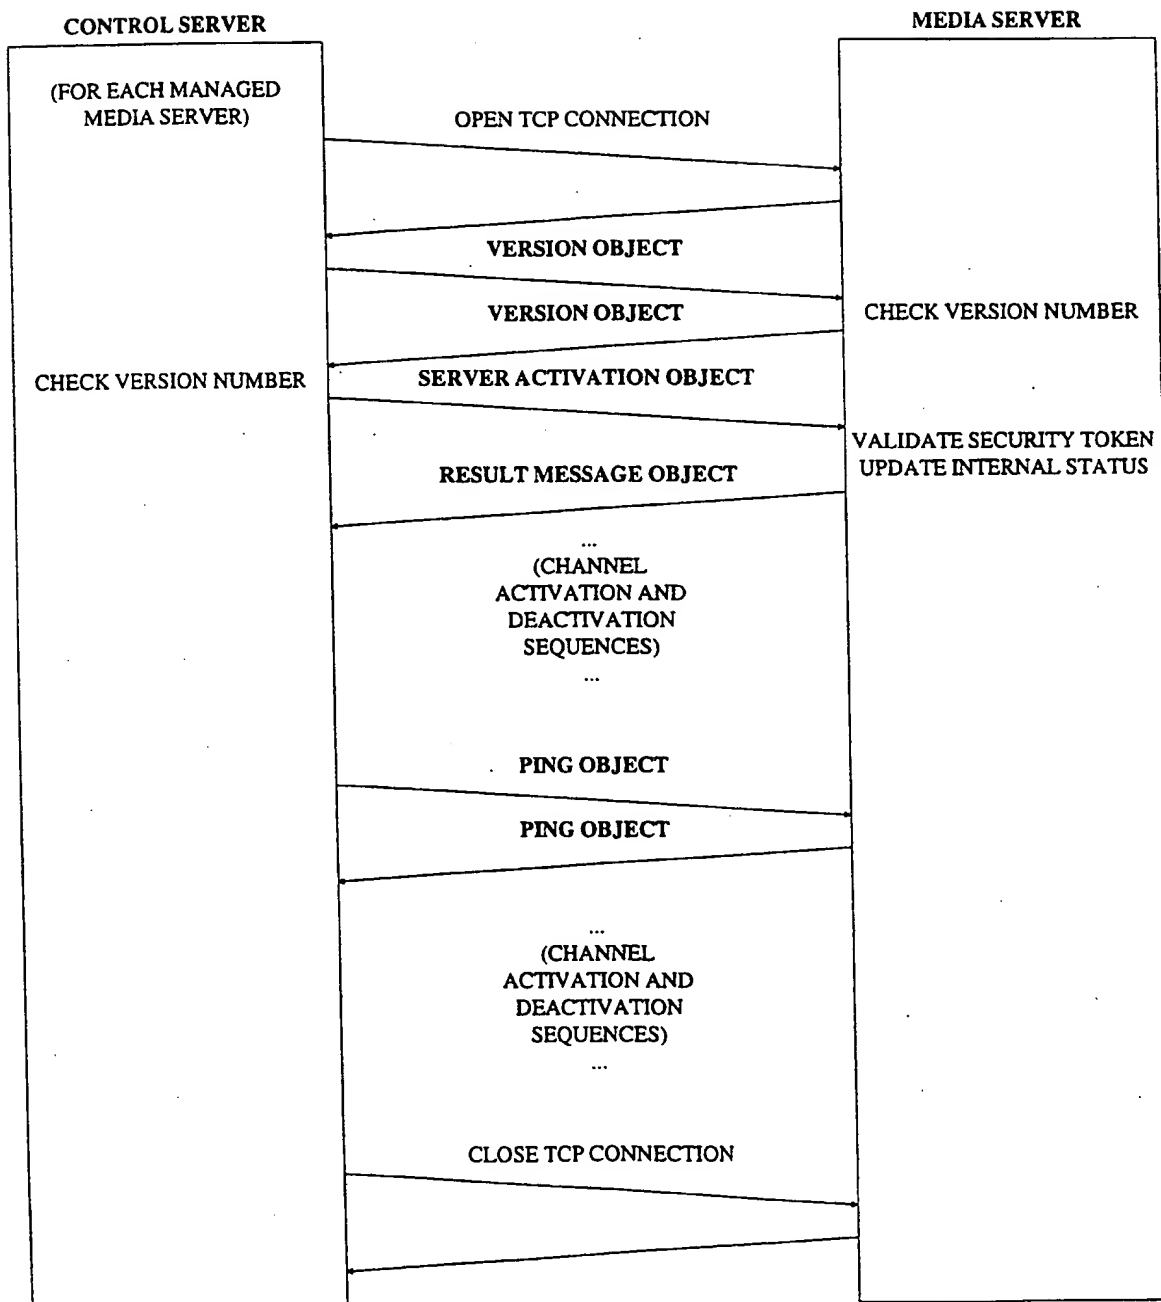 CONTROL SERVER
MEDIA SERVER
(FOR EACH MANAGED
MEDIA SERVER)
OPEN TCP CONNECTION
VERSION OBJECT
VERSION OBJECT
CHECK VERSION NUMBER
CHECK VERSION NUMBER
SERVER ACTIVATION OBJECT
VALIDATE SECURITY TOKEN
UPDATE INTERNAL STATUS
RESULT MESSAGE OBJECT
...
(CHANNEL
ACTIVATION AND
DEACTIVATION
SEQUENCES)
...
PING OBJECT
PING OBJECT
...
(CHANNEL
ACTIVATION AND
DEACTIVATION
SEQUENCES)
...
CLOSE TCP CONNECTION